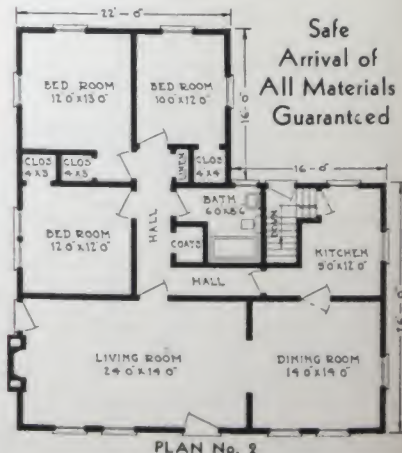 22'-0"
Safe
Arrival of
All Materials
Guaranteed
BED ROOM
12'0"X13'0"
BED ROOM
10'0"X12'0"
16'-0"
CLOS
4X3
CLOS
4X5
LINEN
CLOS
4X4
16'-0"
BATH
6'0X8'6
HALL
DOWN
BED ROOM
12'0"X12'0"
COATS
KITCHEN
9'0"X12'0"
HALL
LIVING ROOM
24'0"X14'0"
DINING ROOM
14'0"X14'0"
PLAN No. 2